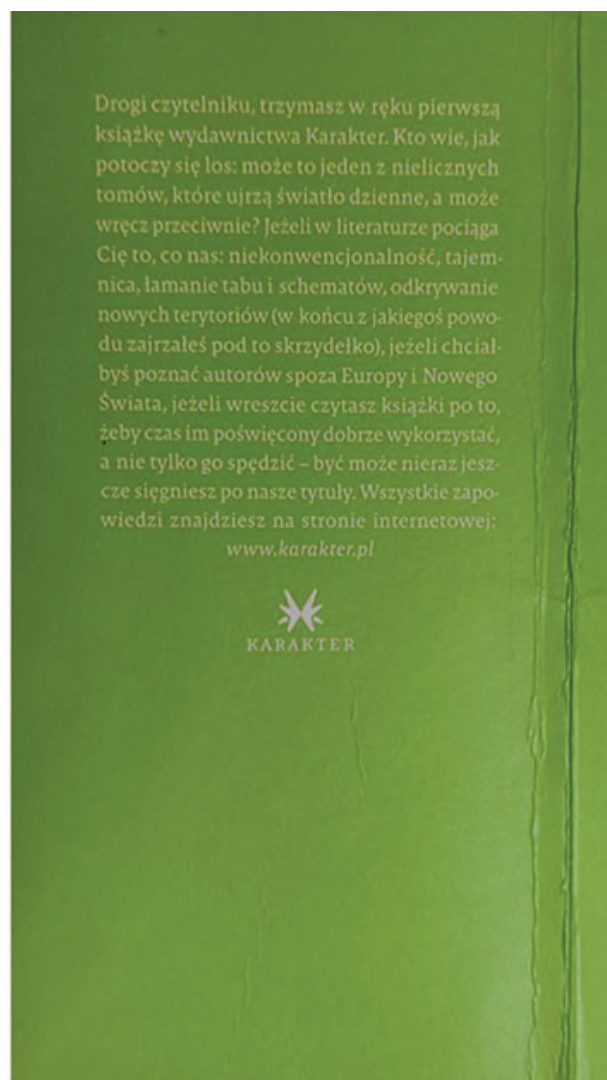 Drogi czytelniku, trzymasz w ręku pierwszą
książkę wydawnictwa Karakter. Kto wie, jak
potoczy się los: może to jeden z nielicznych
tomów, które ujrzą światło dzienne, a może
wręcz przeciwnie? Jeżeli w literaturze pociąga
Cię to, co nas: niekonwencjonalność, tajem-
nica, łamanie tabu i schematów, odkrywanie
nowych terytoriów (w końcu z jakiegoś powo-
du zajrzałeś pod to skrzydełko), jeżeli chciał-
byś poznać autorów spoza Europy i Nowego
Świata, jeżeli wreszcie czytasz książki po to,
żeby czas im poświęcony dobrze wykorzystać,
a nie tylko go spędzić – być może nieraz jesz-
cze sięgniesz po nasze tytuły. Wszystkie zapo-
wiedzi znajdziesz na stronie internetowej:
www.karakter.pl
KARAKTER